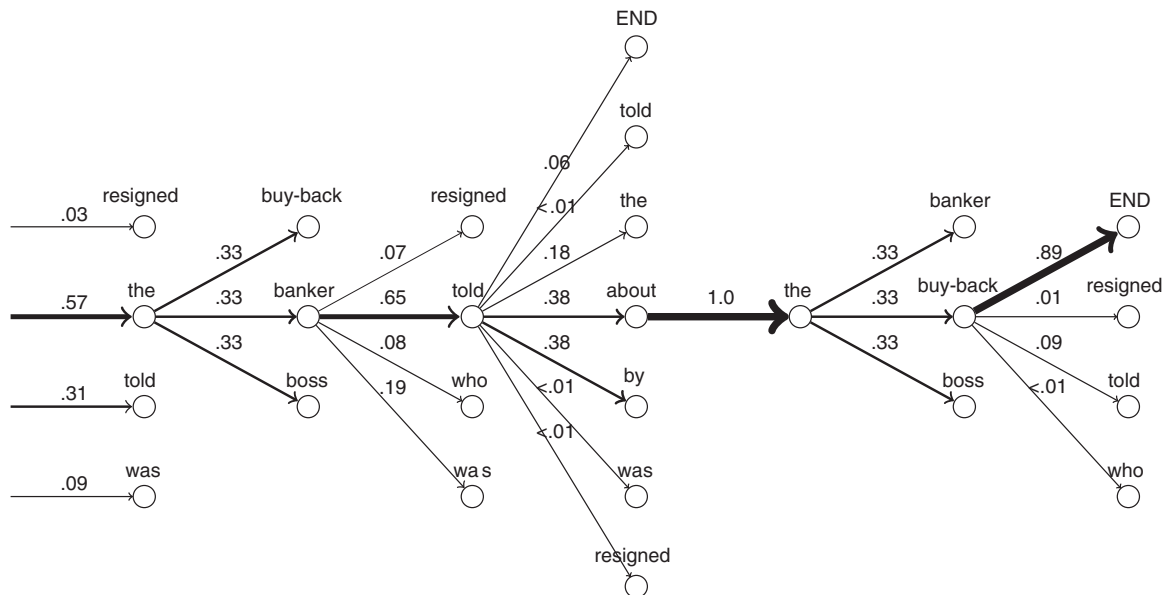 END
told
.06
<.01
resigned
buy-back
resigned
the
banker
END
.03
.07
.18
.33
.33
.89
.57
the
.33
banker
.65
told
.38
about
1.0
the
.33
buy-back
.01
resigned
.33
.08
.38
.33
.09
.31
told
boss
.19
who
<.01
by
boss
<.01
told
<.01
.09
was
was
was
who
resigned